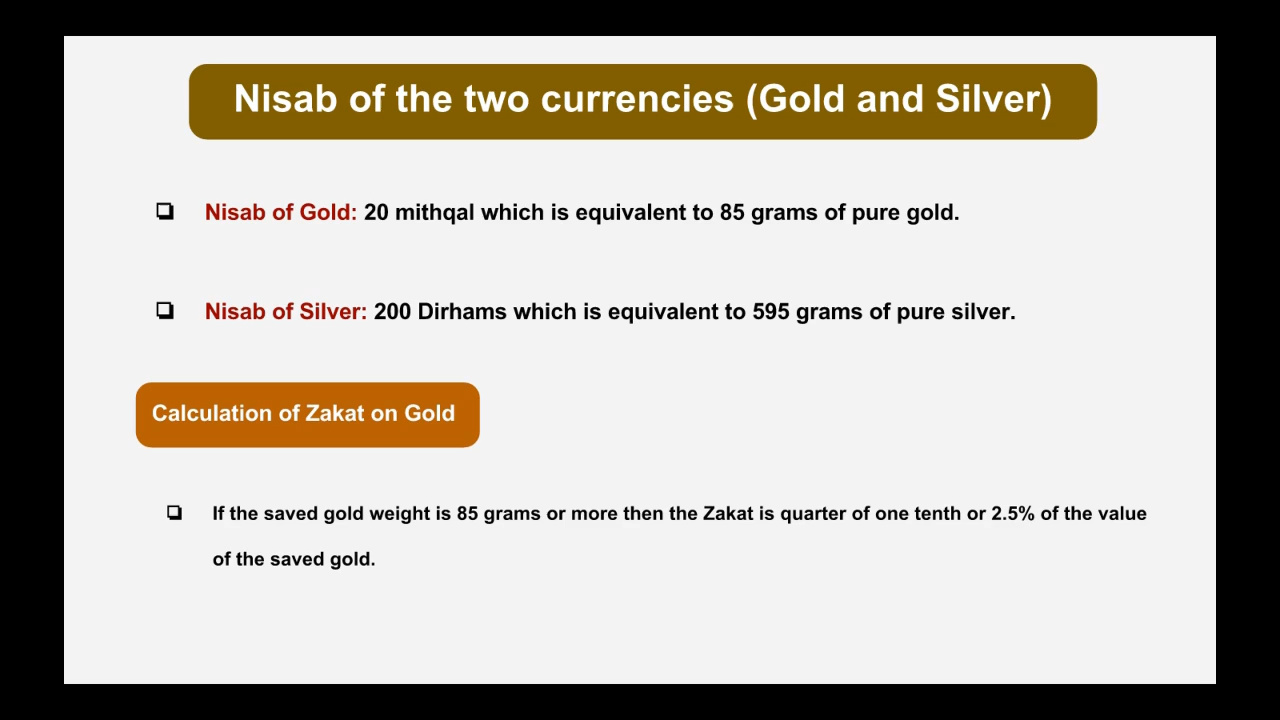 Nisab of the two currencies (Gold and Silver)
❏ Nisab of Gold: 20 mithqal which is equivalent to 85 grams of pure gold.
❏ Nisab of Silver: 200 Dirhams which is equivalent to 595 grams of pure silver.
Calculation of Zakat on Gold
❏ If the saved gold weight is 85 grams or more then the Zakat is quarter of one tenth or 2.5% of the value
of the saved gold.